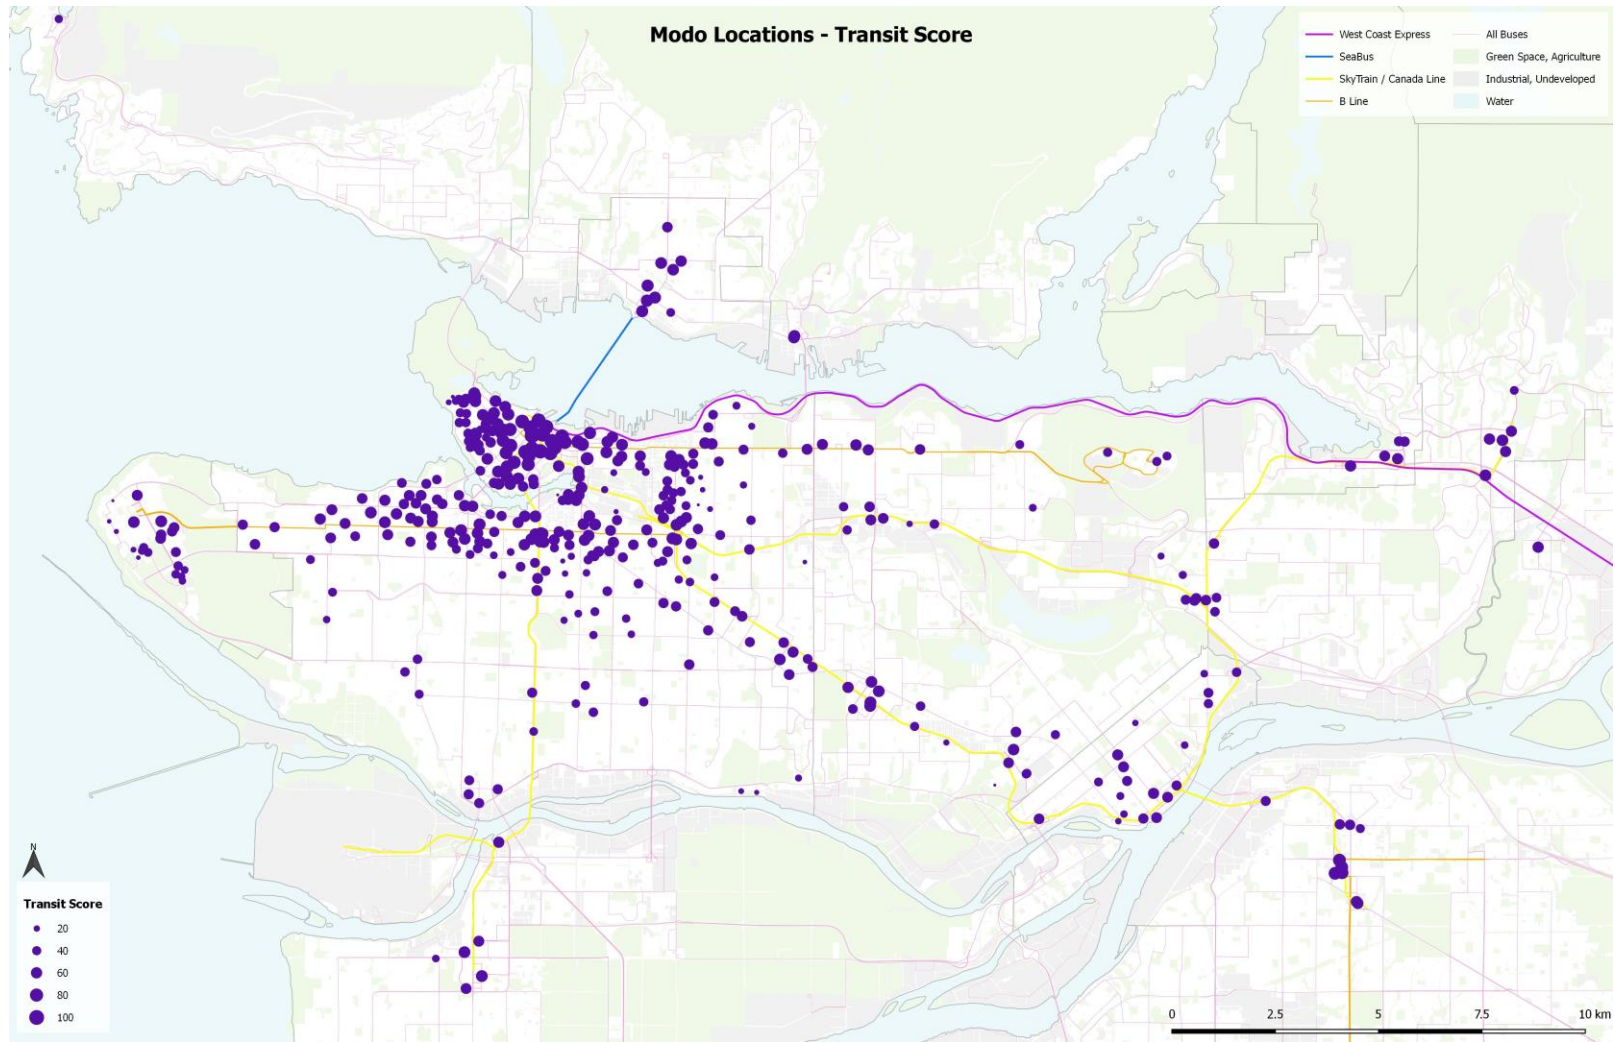 Modo Locations - Transit Score
West Coast Express
SeaBus
SkyTrain / Canada Line
B Line
All Buses
Green Space, Agriculture
Industrial, Undeveloped
Water
N
Transit Score
20
40
60
80
100
0 2.5 5 7.5 10 km